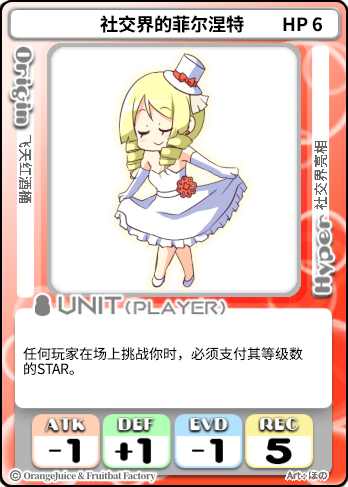 社交界的菲尔涅特 HP 6
Origin
飞天红酒桶
Hyper 社交界亮相
UNIT (PLAYER)
任何玩家在场上挑战你时，必须支付其等级数
的STAR。
ATK DEF EVD REC
-1 +1 -1 5
© OrangeJuice & Fruitbat Factory Art：ほの